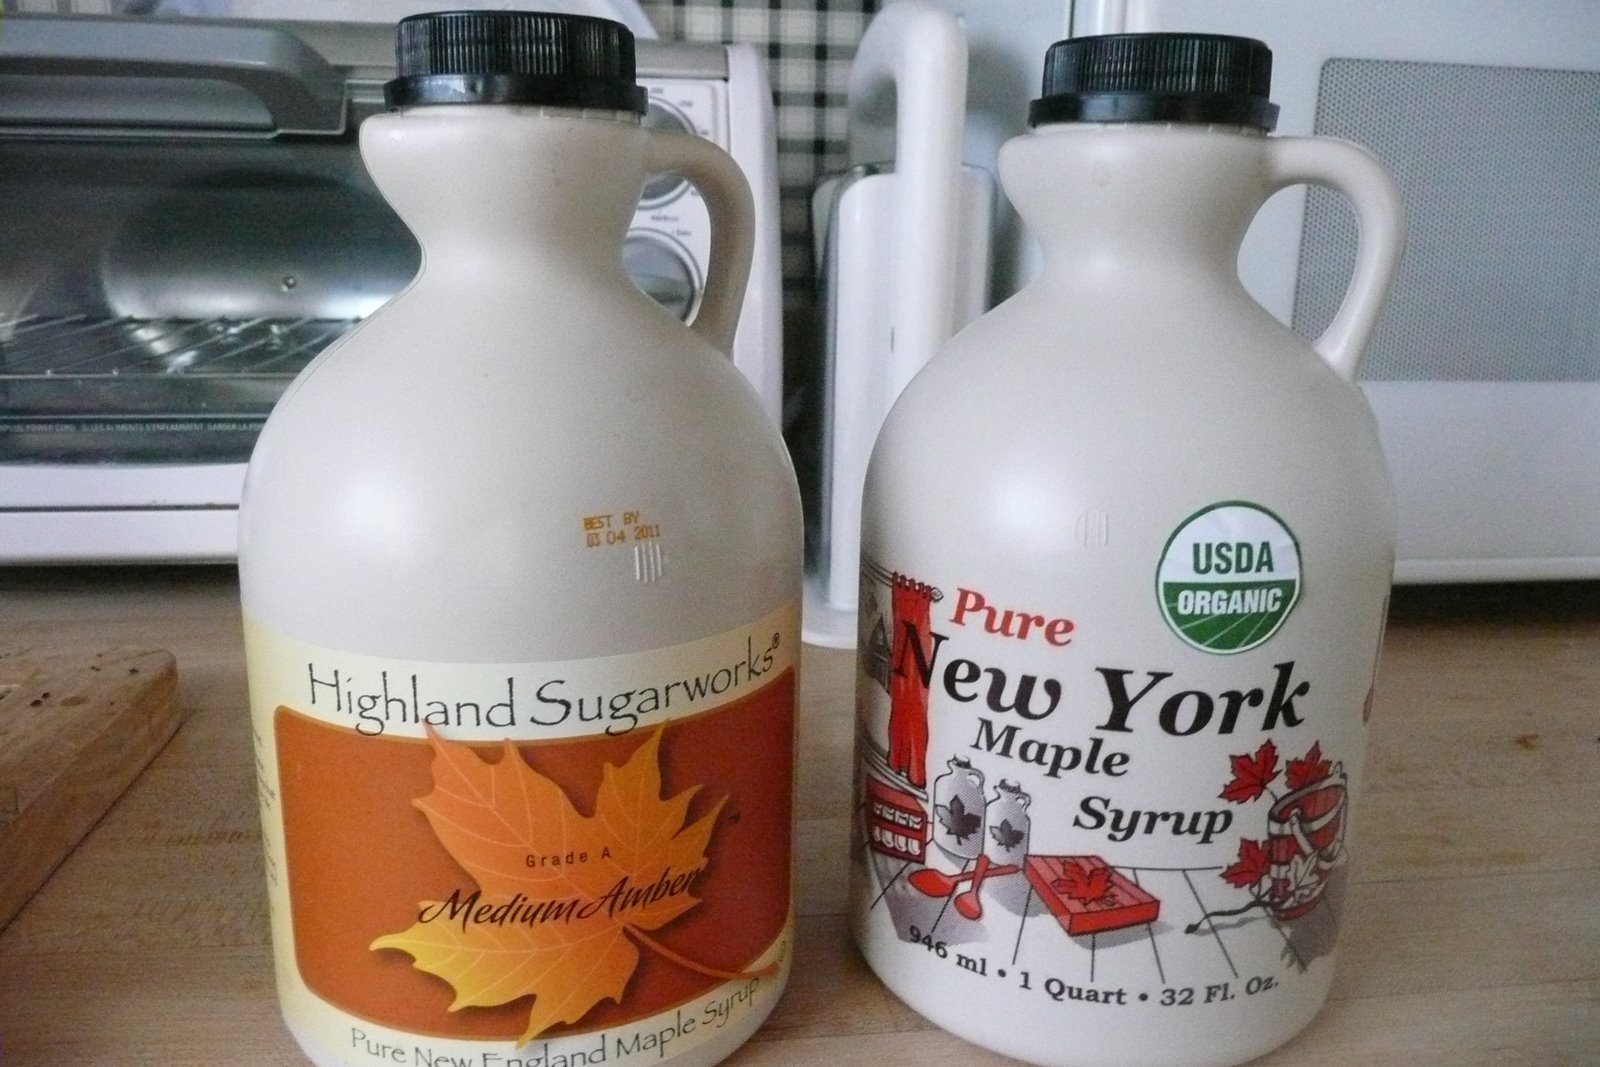 BEST BY
03 04 2011
Highland Sugarworks®
Grade A
Medium Amber
Pure New England Maple Syrup
USDA
ORGANIC
Pure
New York
Maple
Syrup
946 ml • 1 Quart • 32 Fl. Oz.